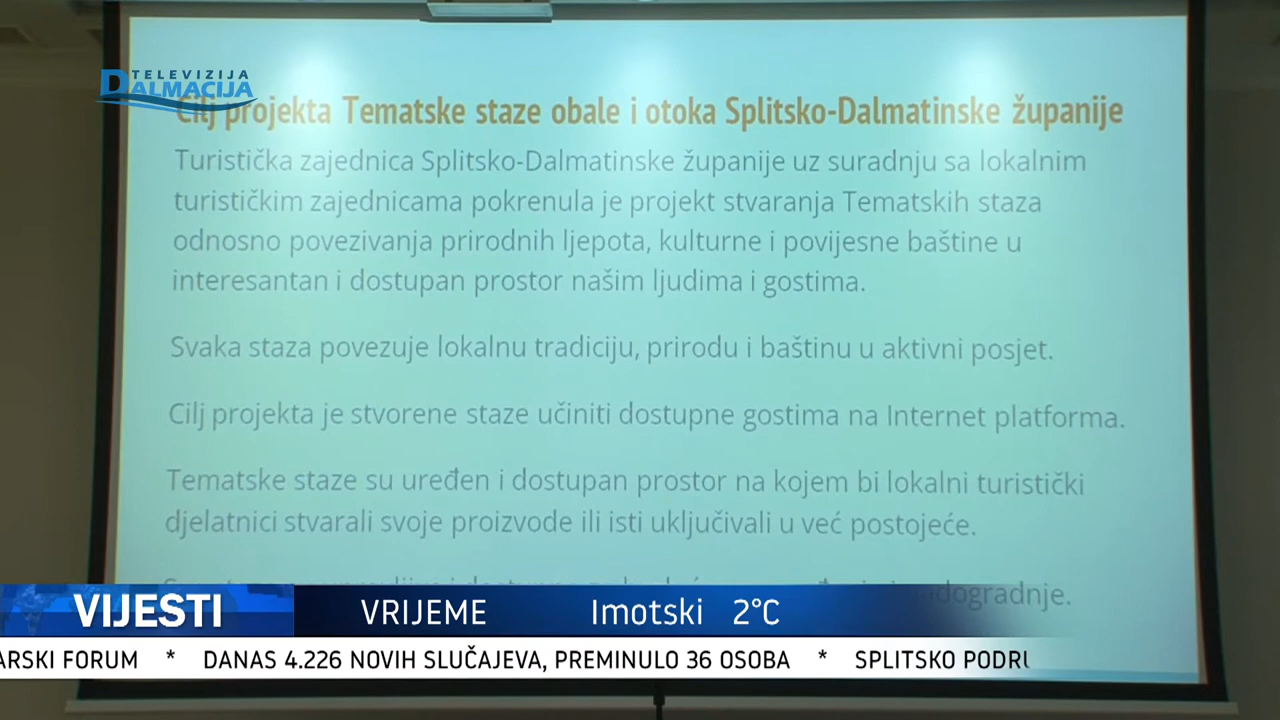 TELEVIZIJA
DALMACIJA
Cilj projekta Tematske staze obale i otoka Splitsko-Dalmatinske županije
Turistička zajednica Splitsko-Dalmatinske županije uz suradnju sa lokalnim
turističkim zajednicama pokrenula je projekt stvaranja Tematskih staza
odnosno povezivanja prirodnih ljepota, kulturne i povijesne baštine u
interesantan i dostupan prostor našim ljudima i gostima.
Svaka staza povezuje lokalnu tradiciju, prirodu i baštinu u aktivni posjet.
Cilj projekta je stvorene staze učiniti dostupne gostima na Internet platforma.
Tematske staze su uređen i dostupan prostor na kojem bi lokalni turistički
djelatnici stvarali svoje proizvode ili isti uključivali u već postojeće.
dogradnje.
VIJESTI VRIJEME Imotski 2°C
ARSKI FORUM * DANAS 4.226 NOVIH SLUČAJEVA, PREMINULO 36 OSOBA * SPLITSKO PODRU